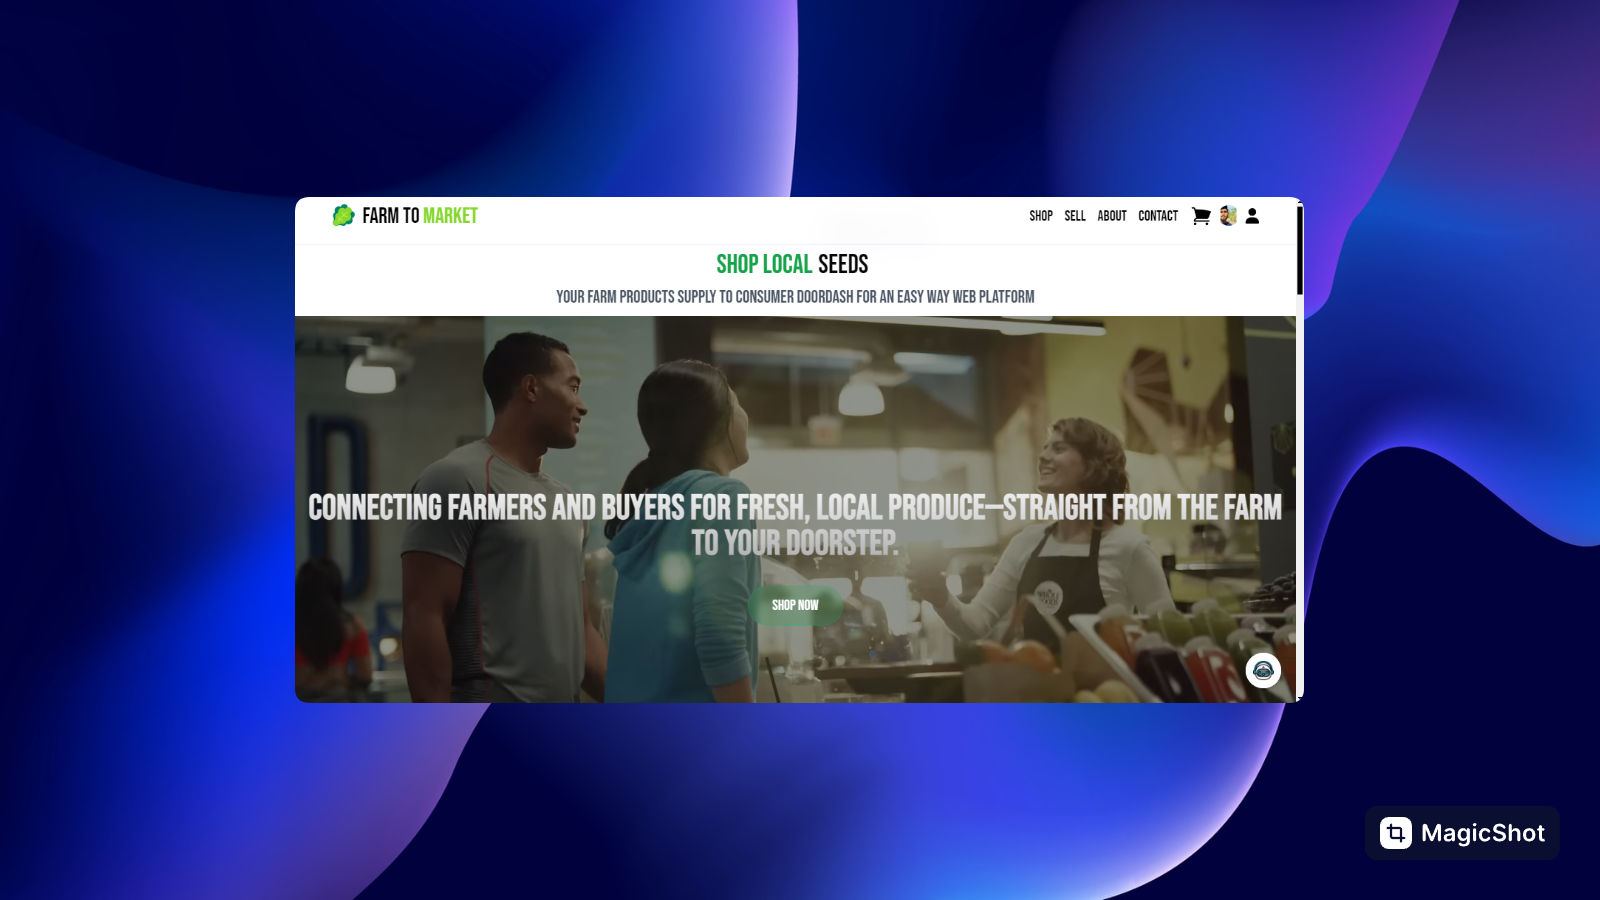 FARM TO MARKET
SHOP SELL ABOUT CONTACT
SHOP LOCAL SEEDS
YOUR FARM PRODUCTS SUPPLY TO CONSUMER DOORDASH FOR AN EASY WAY WEB PLATFORM
CONNECTING FARMERS AND BUYERS FOR FRESH, LOCAL PRODUCE—STRAIGHT FROM THE FARM
TO YOUR DOORSTEP.
SHOP NOW
MagicShot